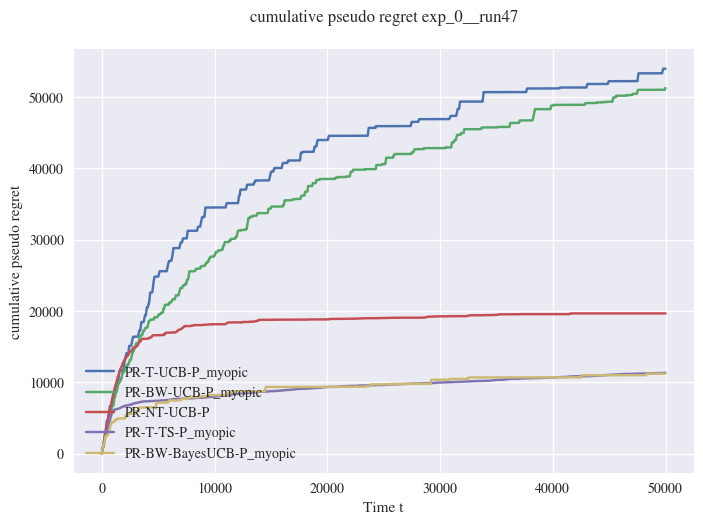 cumulative pseudo regret exp_0__run47
cumulative pseudo regret
50000
40000
30000
20000
10000
0
PR-T-UCB-P_myopic
PR-BW-UCB-P_myopic
PR-NT-UCB-P
PR-T-TS-P_myopic
PR-BW-BayesUCB-P_myopic
0 10000 20000 30000 40000 50000
Time t